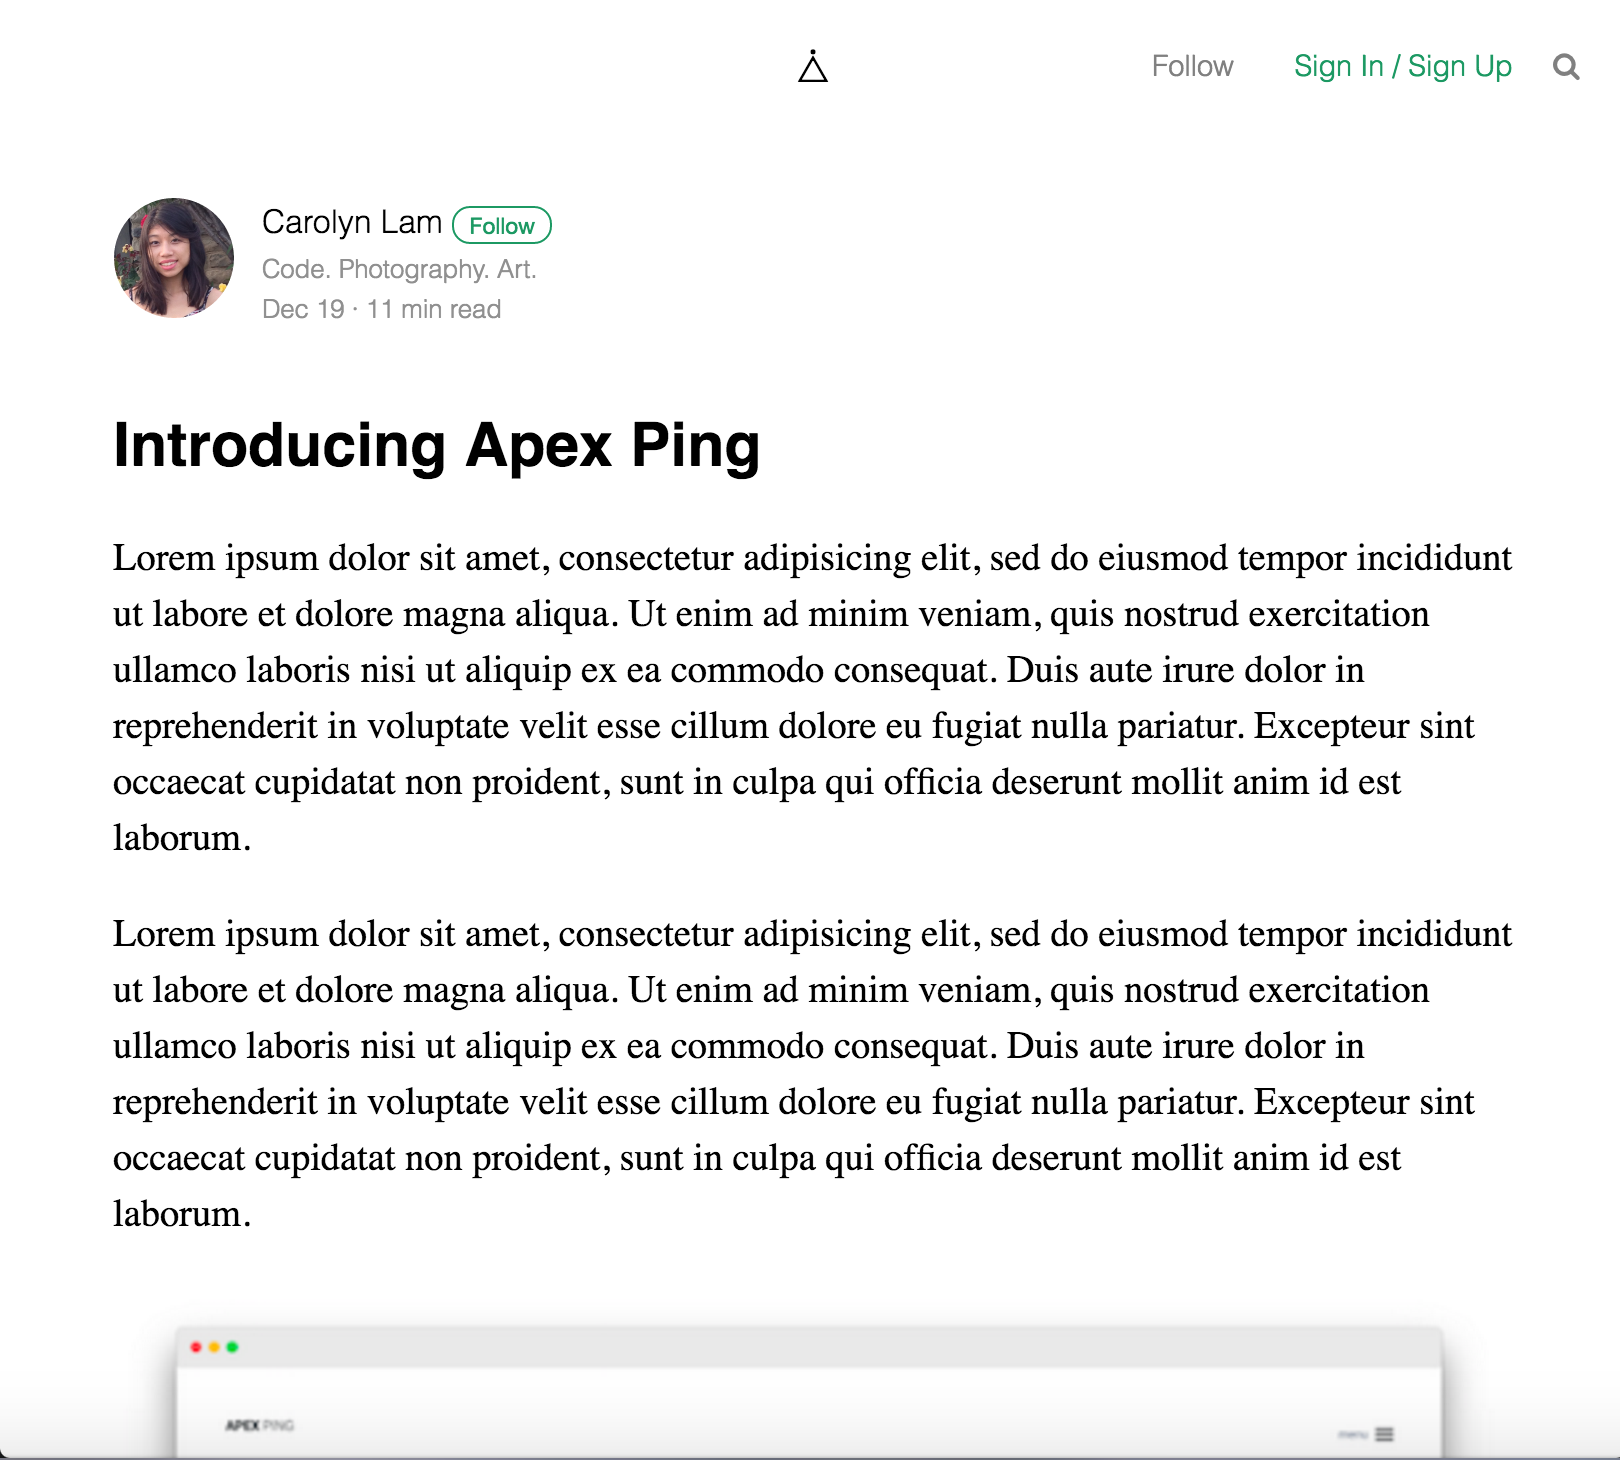 Follow
Sign In / Sign Up
Carolyn Lam Follow
Code. Photography. Art.
Dec 19 · 11 min read
Introducing Apex Ping
Lorem ipsum dolor sit amet, consectetur adipisicing elit, sed do eiusmod tempor incididunt
ut labore et dolore magna aliqua. Ut enim ad minim veniam, quis nostrud exercitation
ullamco laboris nisi ut aliquip ex ea commodo consequat. Duis aute irure dolor in
reprehenderit in voluptate velit esse cillum dolore eu fugiat nulla pariatur. Excepteur sint
occaecat cupidatat non proident, sunt in culpa qui officia deserunt mollit anim id est
laborum.
Lorem ipsum dolor sit amet, consectetur adipisicing elit, sed do eiusmod tempor incididunt
ut labore et dolore magna aliqua. Ut enim ad minim veniam, quis nostrud exercitation
ullamco laboris nisi ut aliquip ex ea commodo consequat. Duis aute irure dolor in
reprehenderit in voluptate velit esse cillum dolore eu fugiat nulla pariatur. Excepteur sint
occaecat cupidatat non proident, sunt in culpa qui officia deserunt mollit anim id est
laborum.
APEX PING
menu